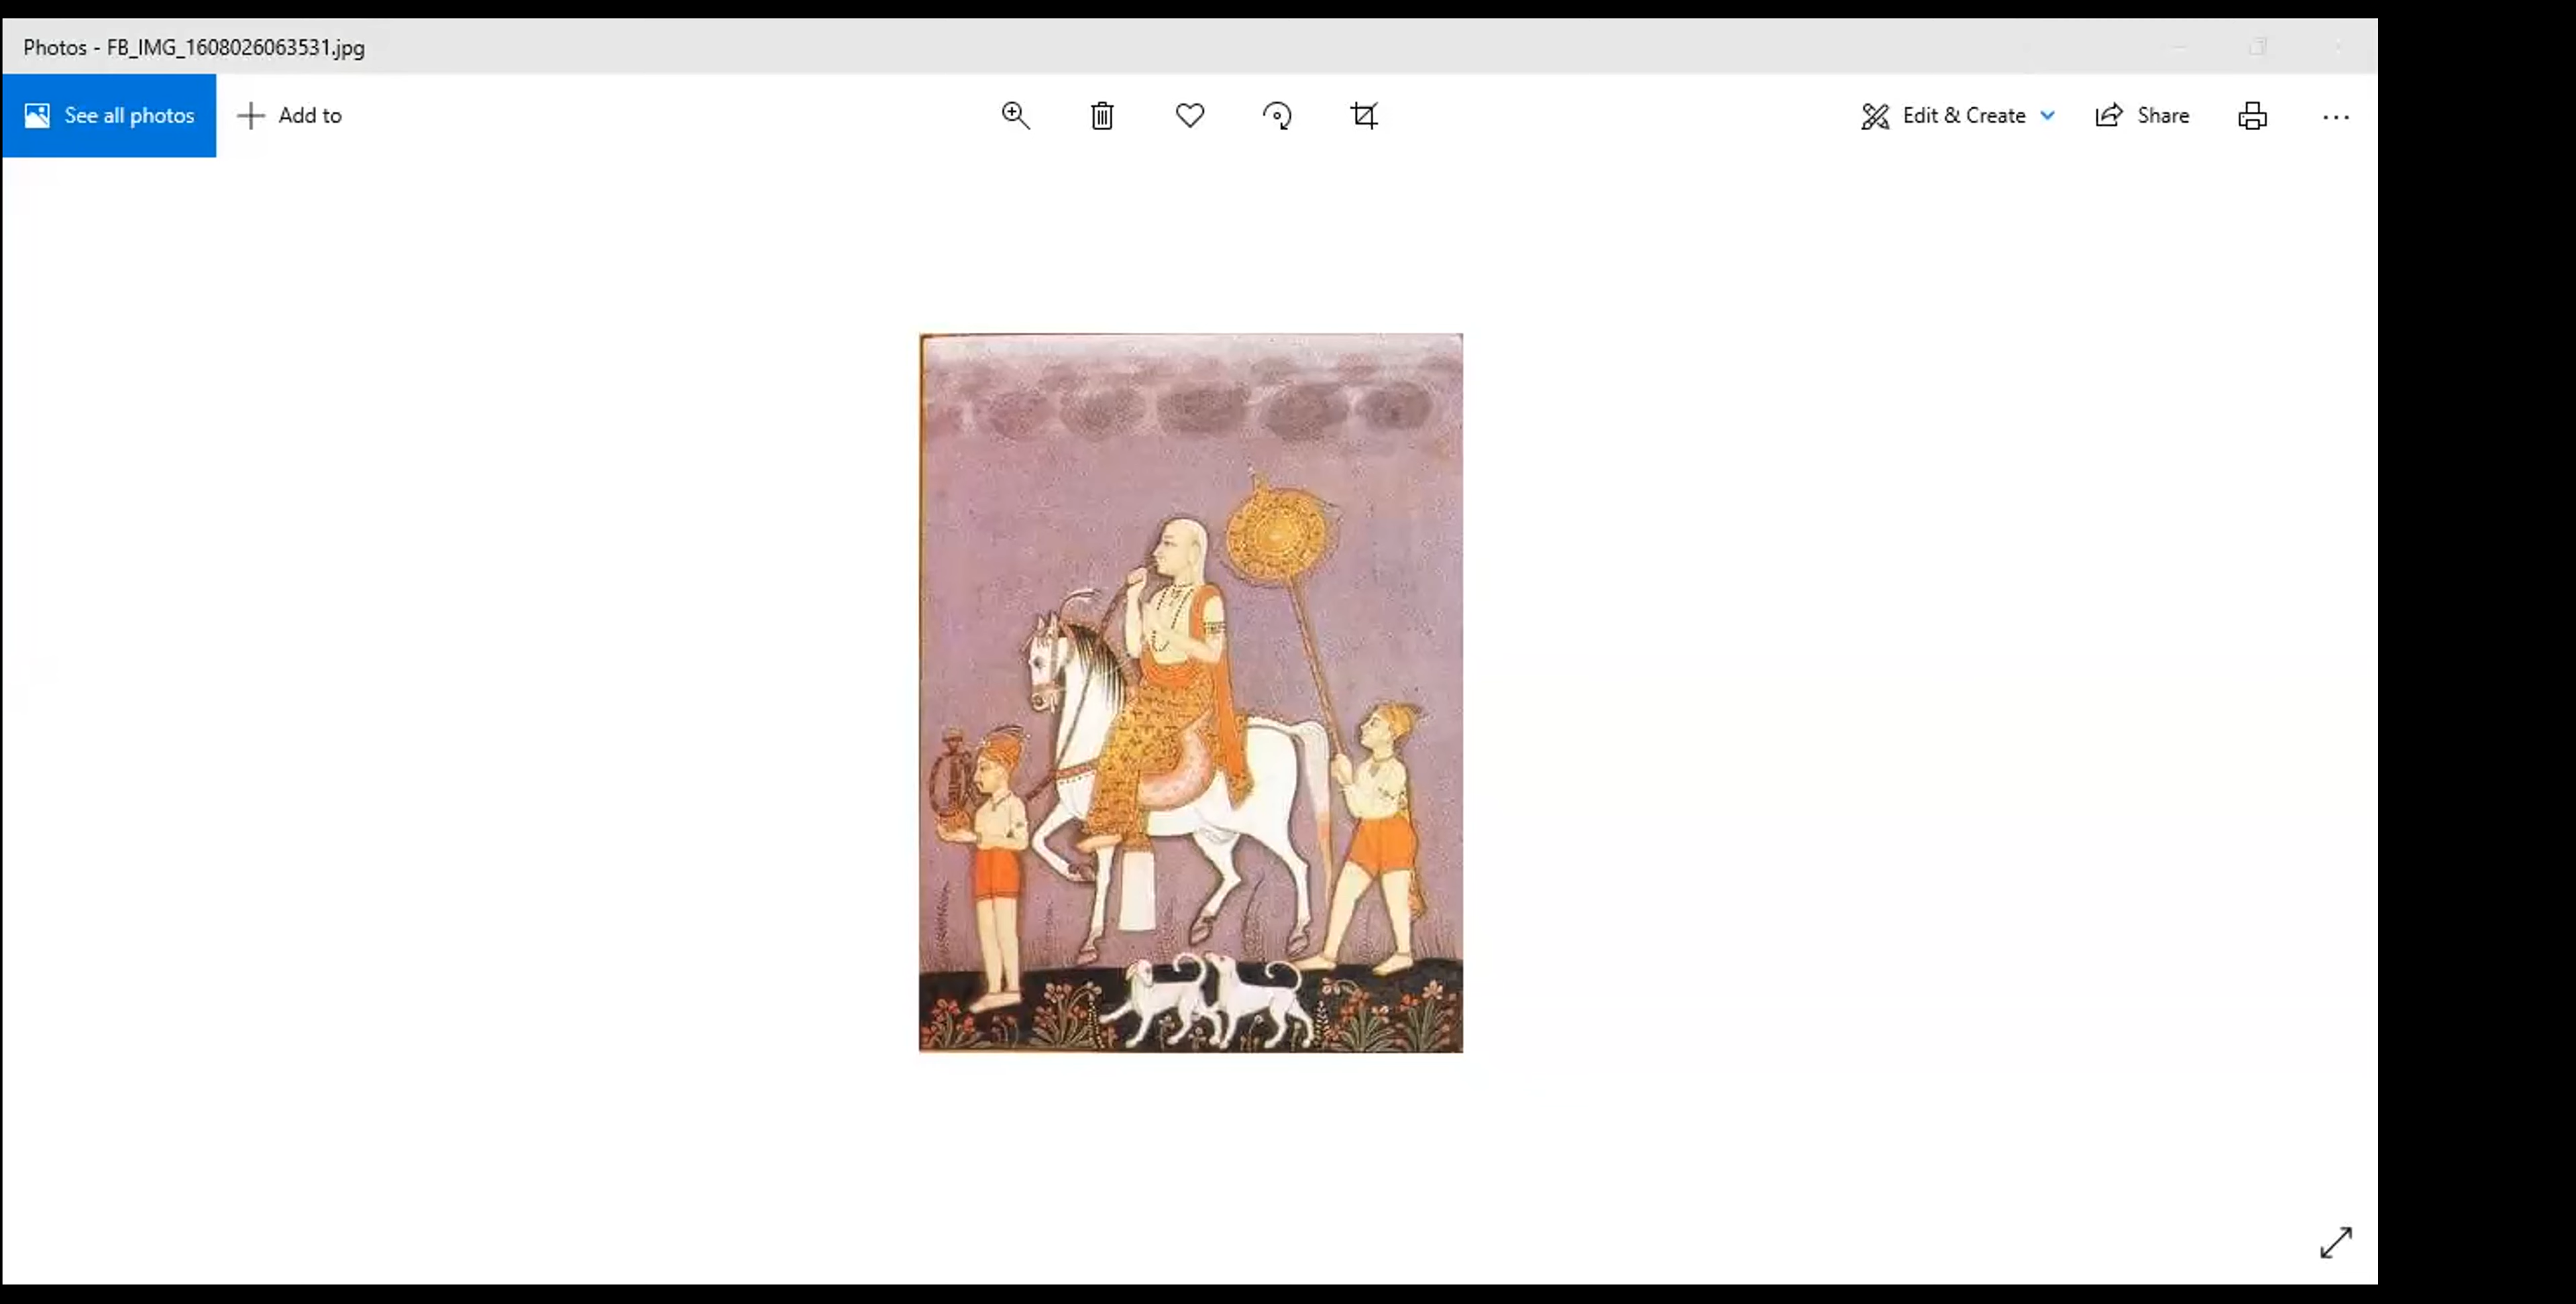 Photos - FB_IMG_1608026063531.jpg
See all photos
Add to
Edit & Create
Share